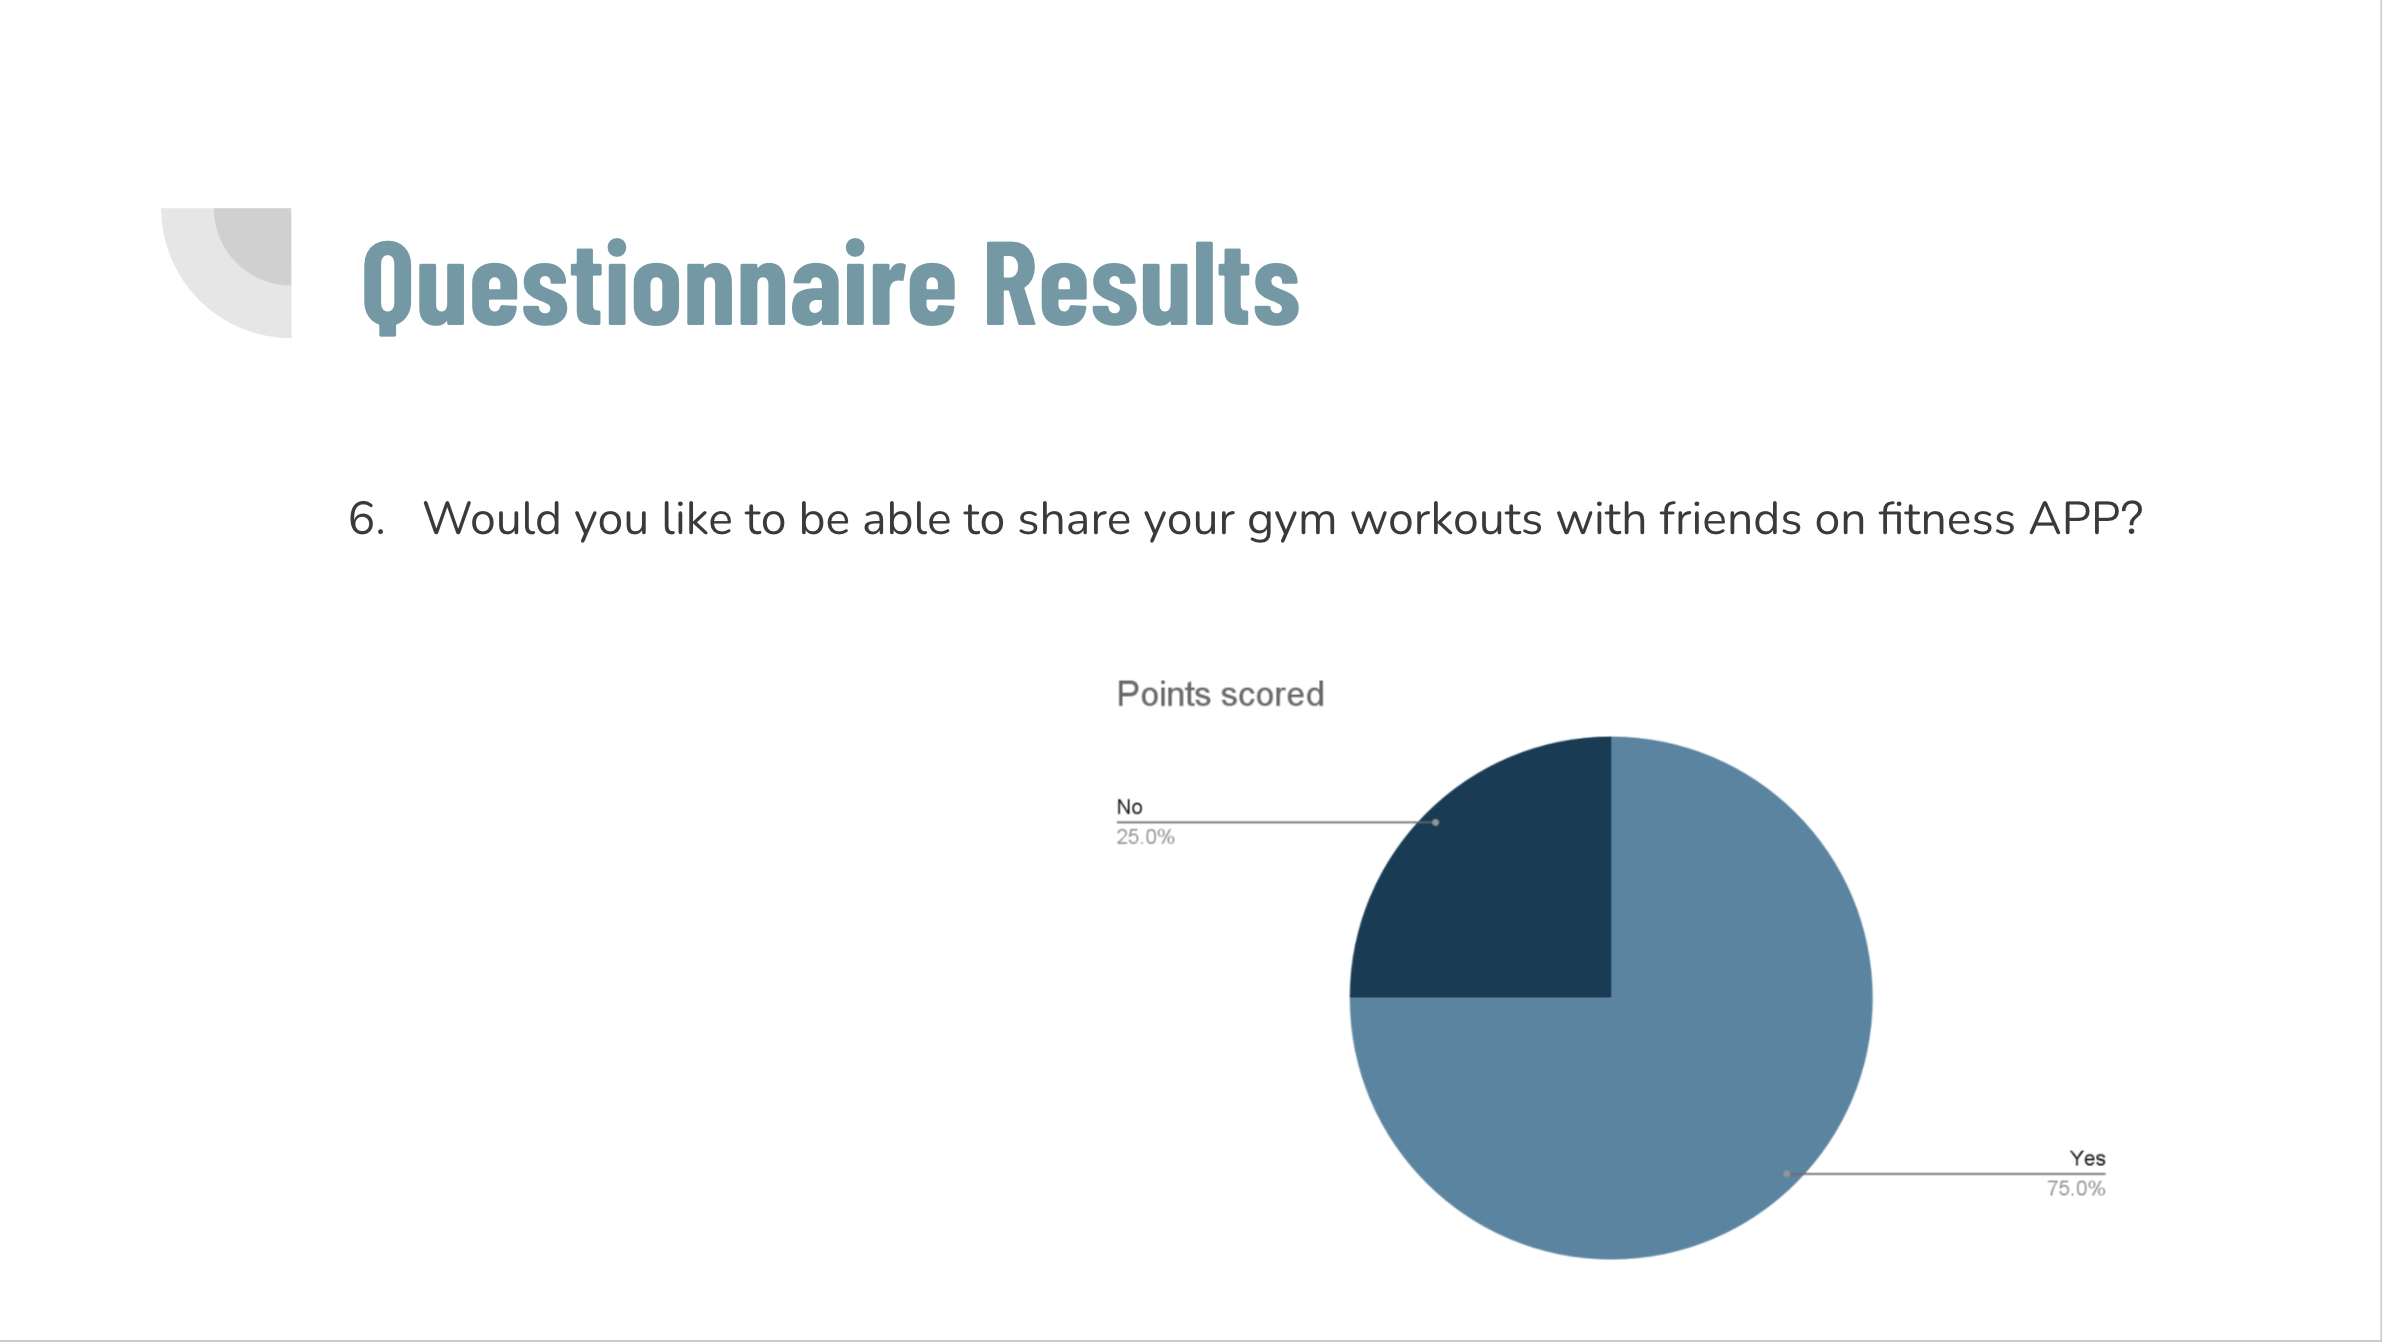 Questionnaire Results
6. Would you like to be able to share your gym workouts with friends on fitness APP?
Points scored
No
25.0%
Yes
75.0%